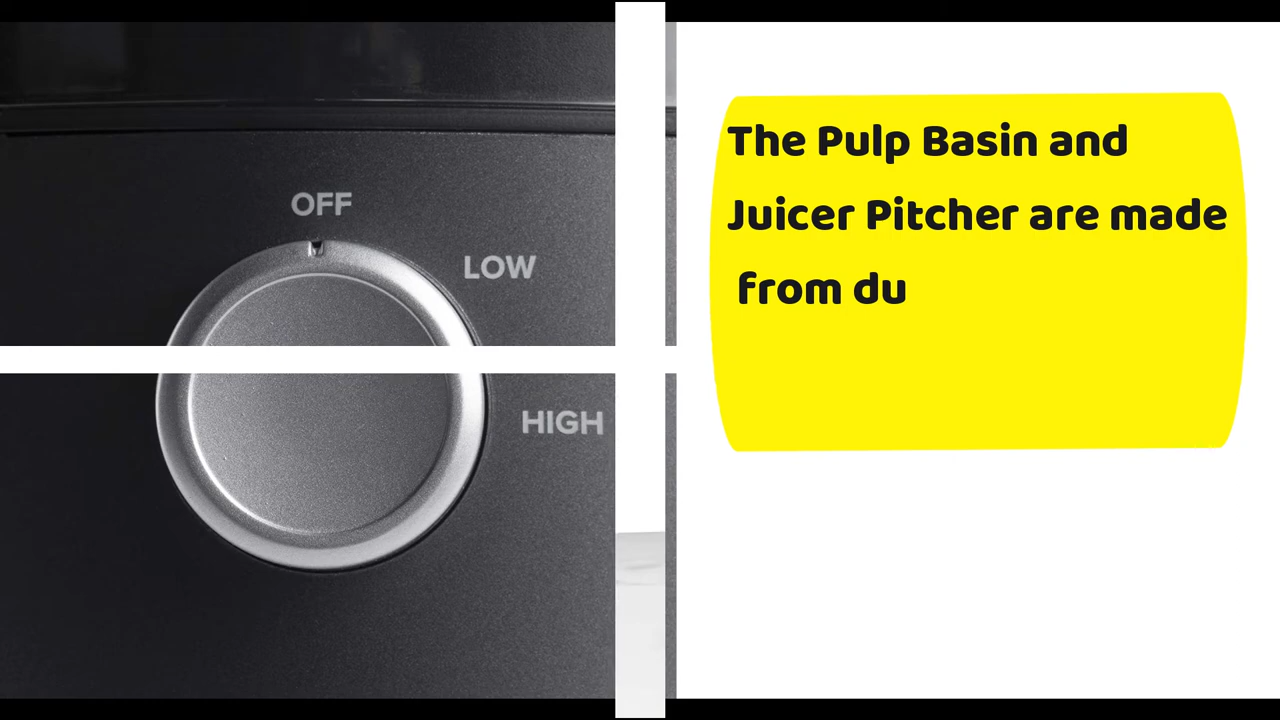 OFF
LOW
HIGH
The Pulp Basin and
Juicer Pitcher are made
from du